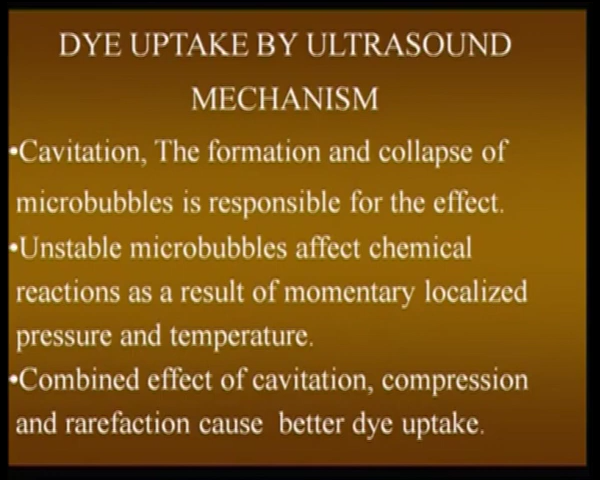 DYE UPTAKE BY ULTRASOUND
MECHANISM
•Cavitation, The formation and collapse of
microbubbles is responsible for the effect.
•Unstable microbubbles affect chemical
reactions as a result of momentary localized
pressure and temperature.
•Combined effect of cavitation, compression
and rarefaction cause better dye uptake.